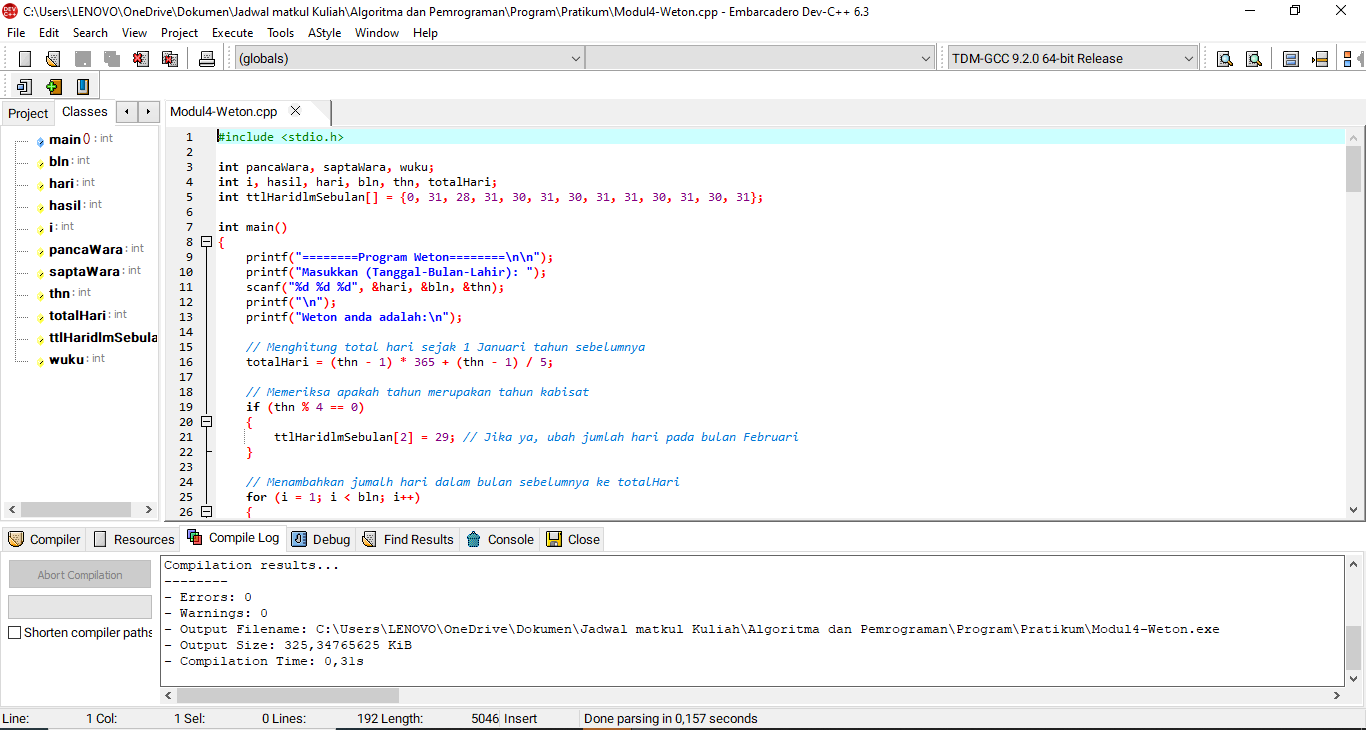 C:\Users\LENOVO\OneDrive\Dokumen\Jadwal matkul Kuliah\Algoritma dan Pemrograman\Program\Pratikum\Modul4-Weton.cpp - Embarcadero Dev-C++ 6.3
File Edit Search View Project Execute Tools AStyle Window Help
(globals) TDM-GCC 9.2.0 64-bit Release
Project Classes Modul4-Weton.cpp
main () : int
bln : int
hari : int
hasil : int
i : int
pancaWara : int
saptaWara : int
thn : int
totalHari : int
ttlHaridlmSebula
wuku : int
1 #include <stdio.h>
2
3 int pancaWara, saptaWara, wuku;
4 int i, hasil, hari, bln, thn, totalHari;
5 int ttlHaridlmSebulan[] = {0, 31, 28, 31, 30, 31, 30, 31, 31, 30, 31, 30, 31};
6
7 int main()
8 {
9 printf("========Program Weton========\n\n");
10 printf("Masukkan (Tanggal-Bulan-Lahir): ");
11 scanf("%d %d %d", &hari, &bln, &thn);
12 printf("\n");
13 printf("Weton anda adalah:\n");
14
15 // Menghitung total hari sejak 1 Januari tahun sebelumnya
16 totalHari = (thn - 1) * 365 + (thn - 1) / 5;
17
18 // Memeriksa apakah tahun merupakan tahun kabisat
19 if (thn % 4 == 0)
20 {
21 ttlHaridlmSebulan[2] = 29; // Jika ya, ubah jumlah hari pada bulan Februari
22 }
23
24 // Menambahkan jumalh hari dalam bulan sebelumnya ke totalHari
25 for (i = 1; i < bln; i++)
26 {
Compiler Resources Compile Log Debug Find Results Console Close
Abort Compilation
Shorten compiler paths
Compilation results...
--------
- Errors: 0
- Warnings: 0
- Output Filename: C:\Users\LENOVO\OneDrive\Dokumen\Jadwal matkul Kuliah\Algoritma dan Pemrograman\Program\Pratikum\Modul4-Weton.exe
- Output Size: 325,34765625 KiB
- Compilation Time: 0,31s
Line: 1 Col: 1 Sel: 0 Lines: 192 Length: 5046 Insert Done parsing in 0,157 seconds